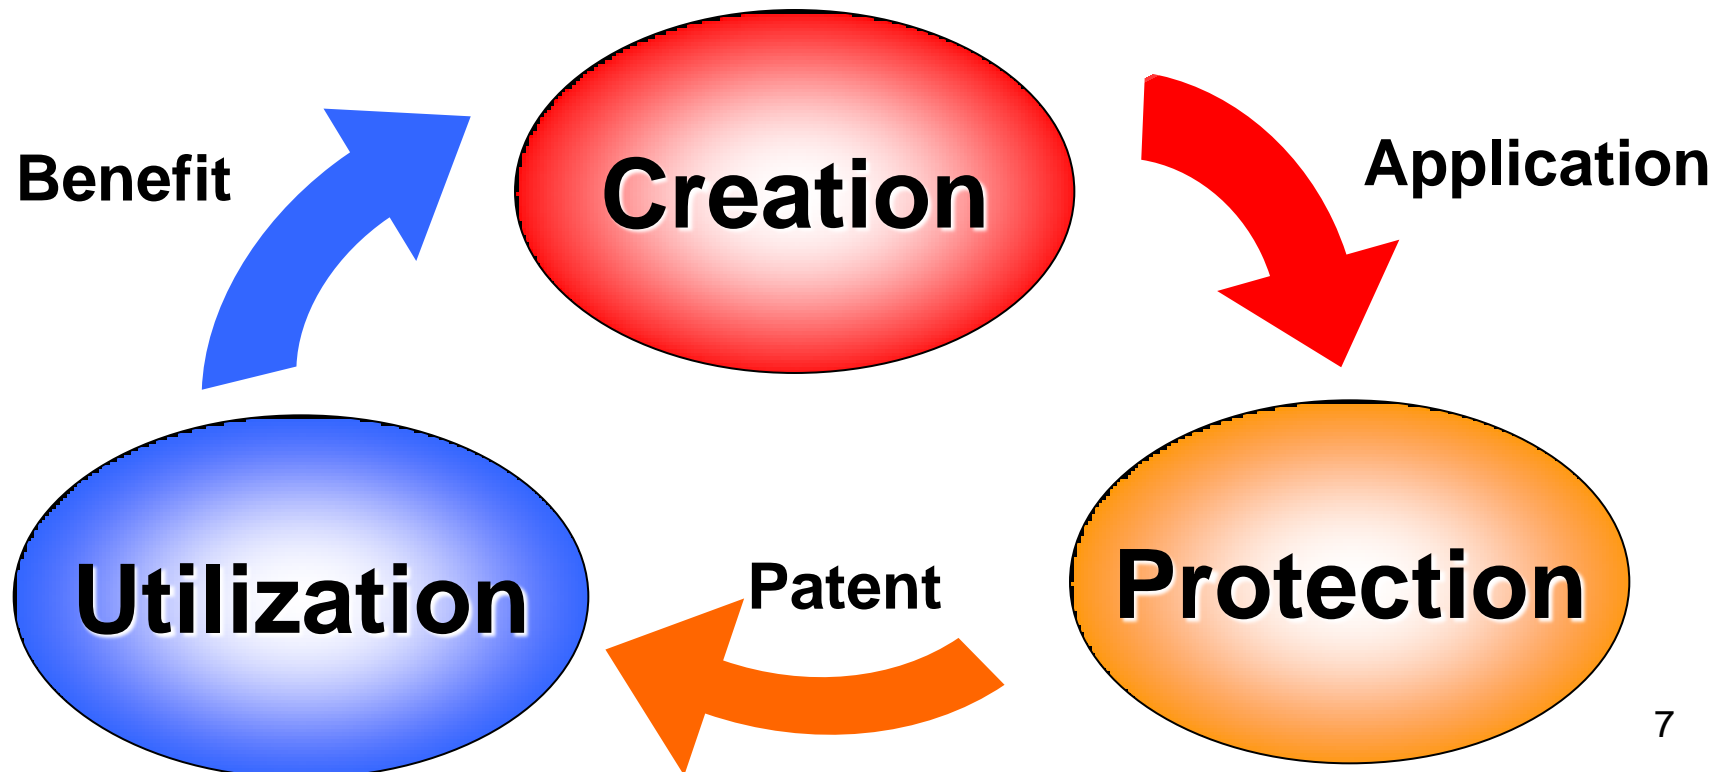 Creation
Application
Benefit
Protection
Utilization
Patent
7